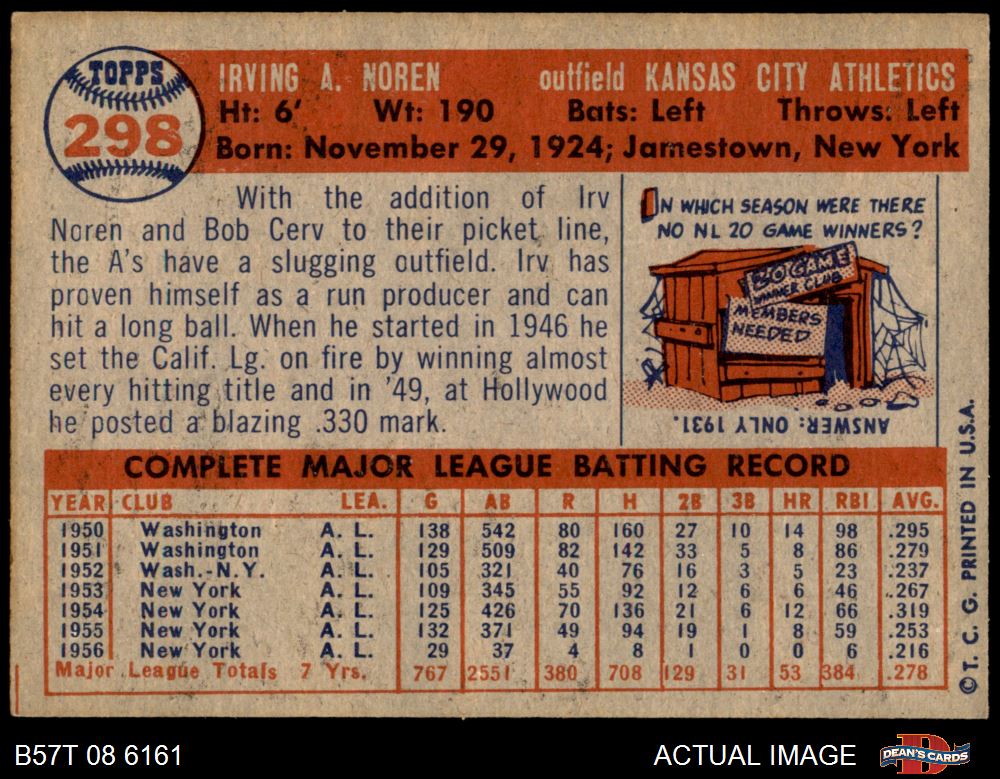 TOPPS
298
IRVING A. NOREN outfield KANSAS CITY ATHLETICS
Ht: 6' Wt: 190 Bats: Left Throws: Left
Born: November 29, 1924; Jamestown, New York
With the addition of Irv
Noren and Bob Cerv to their picket line,
the A's have a slugging outfield. Irv has
proven himself as a run producer and can
hit a long ball. When he started in 1946 he
set the Calif. Lg. on fire by winning almost
every hitting title and in '49, at Hollywood
he posted a blazing .330 mark.
IN WHICH SEASON WERE THERE
NO NL 20 GAME WINNERS?
20 GAME
WINNER CLUB
MEMBERS
NEEDED
ANSWER: ONLY 1931.
COMPLETE MAJOR LEAGUE BATTING RECORD
YEAR CLUB LEA. G AB R H 2B 3B HR RBI AVG.
1950 Washington A. L. 138 542 80 160 27 10 14 98 .295
1951 Washington A. L. 129 509 82 142 33 5 8 86 .279
1952 Wash.-N.Y. A. L. 105 321 40 76 16 3 5 23 .237
1953 New York A. L. 109 345 55 92 12 6 6 46 .267
1954 New York A. L. 125 426 70 136 21 6 12 66 .319
1955 New York A. L. 132 371 49 94 19 1 8 59 .253
1956 New York A. L. 29 37 4 8 1 0 0 6 .216
Major League Totals 7 Yrs. 767 2551 380 708 129 31 53 384 .278
© T. C. G. PRINTED IN U.S.A.
B57T 08 6161
ACTUAL IMAGE
DEAN'S CARDS